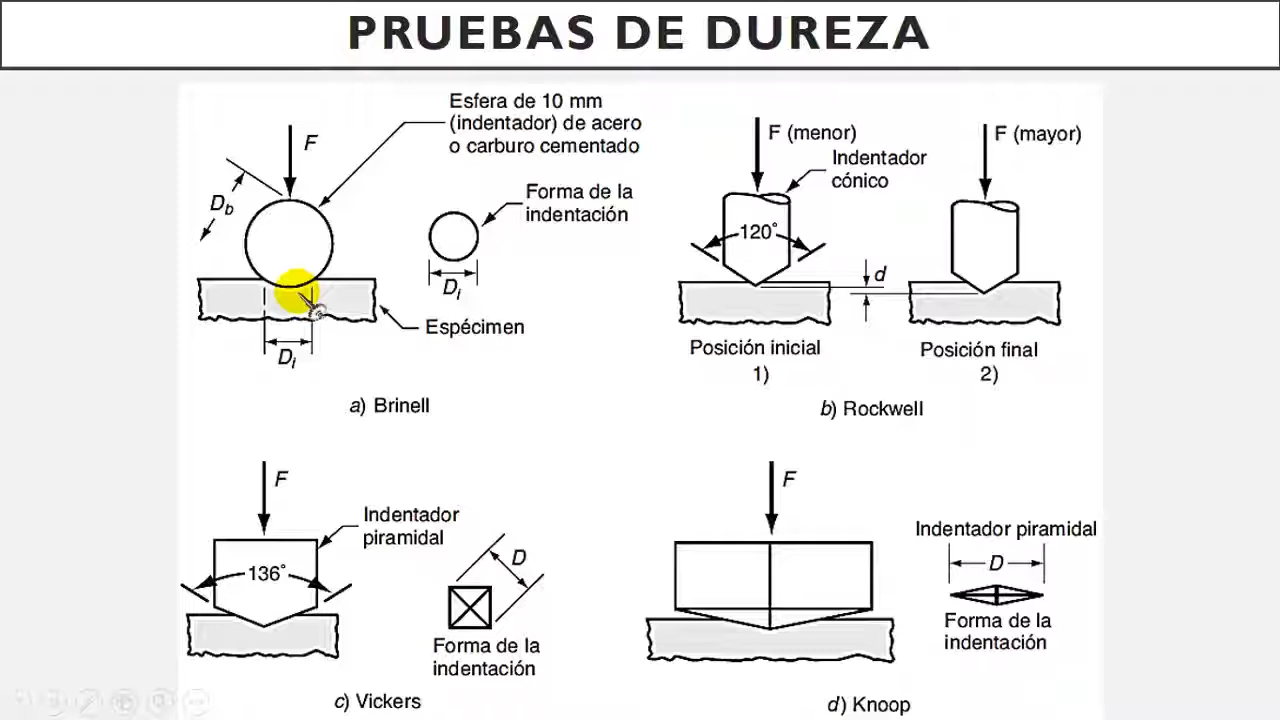 PRUEBAS DE DUREZA
Esfera de 10 mm
(indentador) de acero
o carburo cementado
F
D_b
Forma de la
indentación
D_i
Espécimen
D_i
a) Brinell
F (menor)
Indentador
cónico
120°
F (mayor)
d
Posición inicial
1)
Posición final
2)
b) Rockwell
F
Indentador
piramidal
136°
D
Forma de la
indentación
c) Vickers
F
Indentador piramidal
D
Forma de la
indentación
d) Knoop